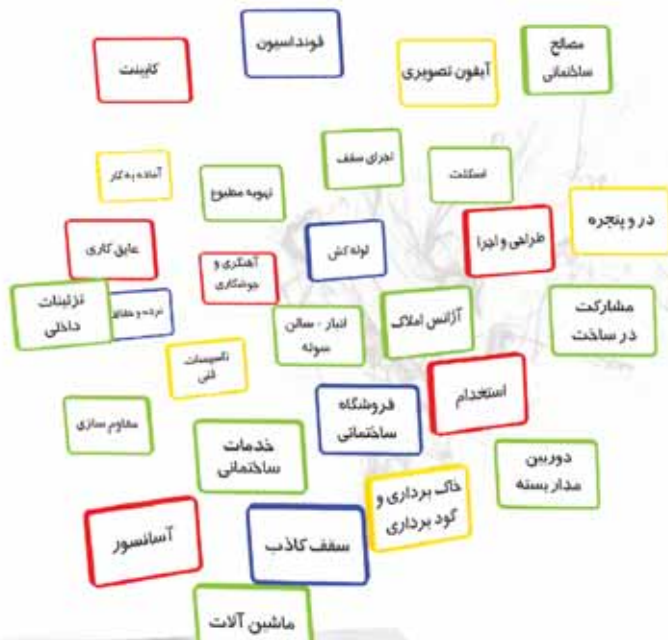 فونداسیون
مصالح
ساختمانی
آیفون تصویری
کابینت
اجرای سقف
اسکلت
آماده به کار
تهویه مطبوع
در و پنجره
طراحی و اجرا
لوله کش
عایق کاری
آهنگری و
جوشکاری
تزئینات
داخلی
نرده و حفاظ
انبار - سالن
سوله
آژانس املاک
مشارکت
در ساخت
تاسیسات
فنی
استخدام
فروشگاه
ساختمانی
مقاوم سازی
خدمات
ساختمانی
دوربین
مدار بسته
خاک برداری و
گود برداری
آسانسور
سقف کاذب
ماشین آلات